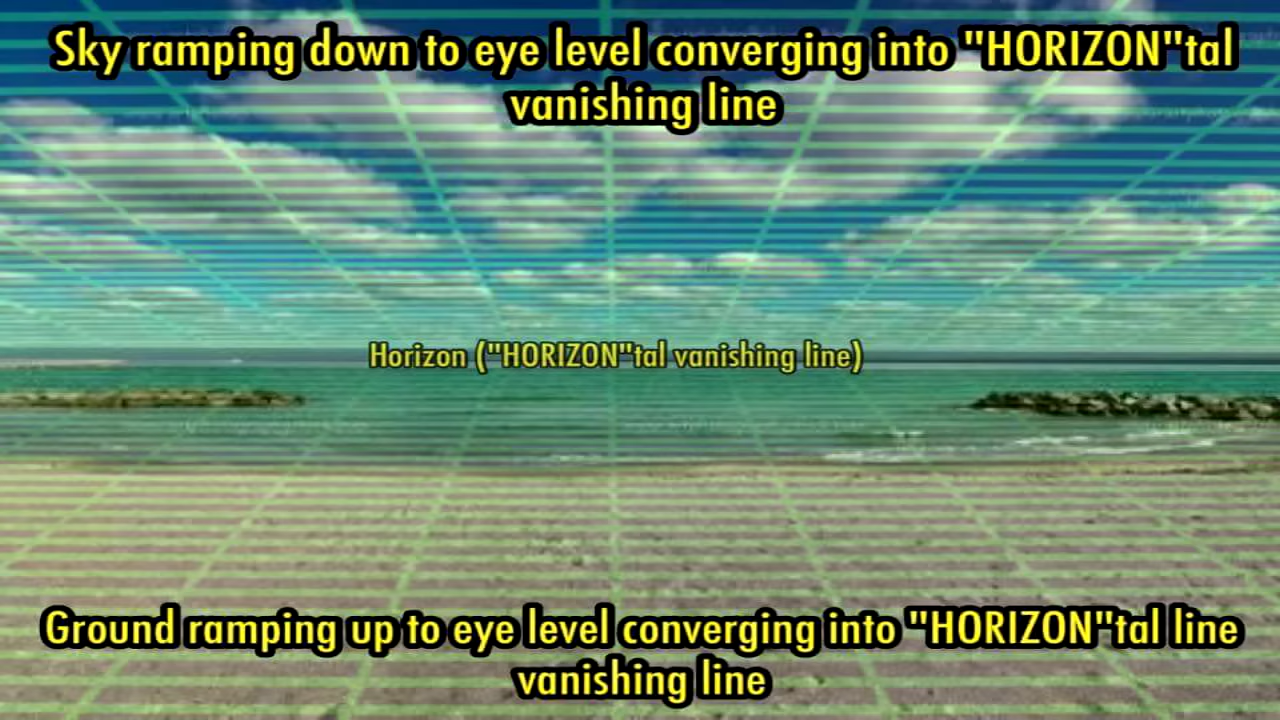 Sky ramping down to eye level converging into "HORIZON"tal
vanishing line
Horizon ("HORIZON"tal vanishing line)
Ground ramping up to eye level converging into "HORIZON"tal line
vanishing line